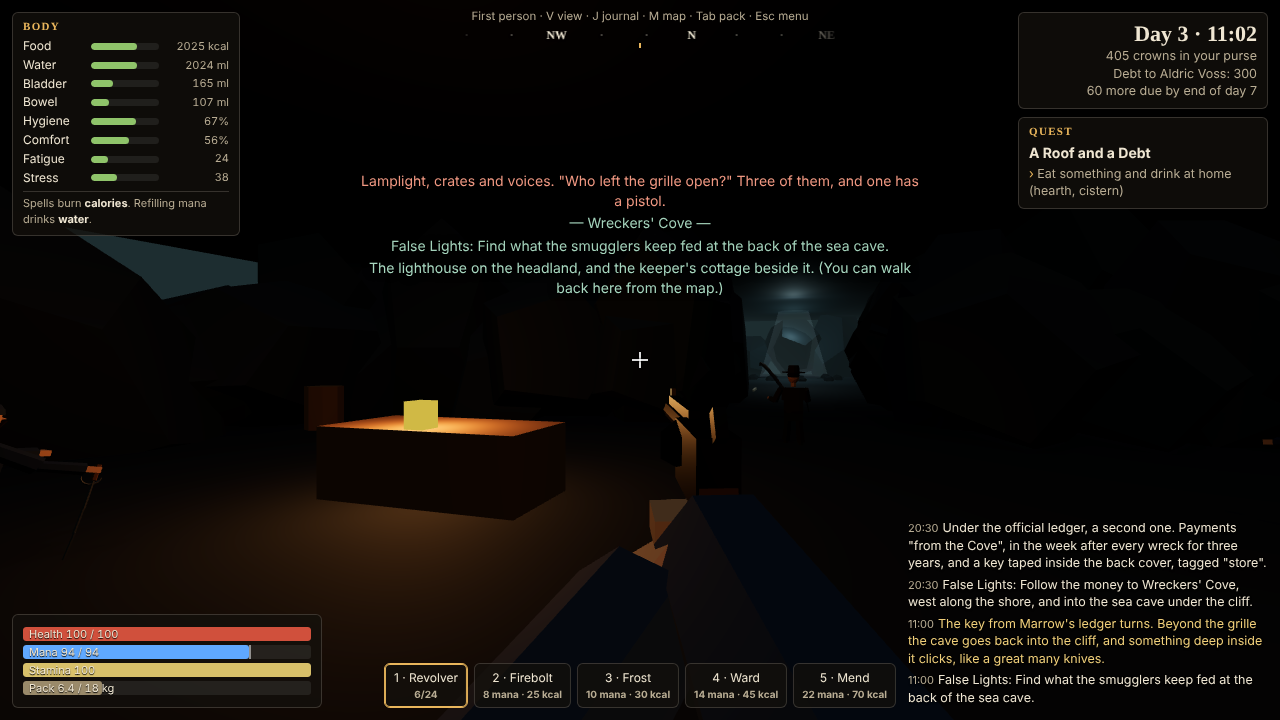 First person · V view · J journal · M map · Tab pack · Esc menu
NW N NE
BODY
Food 2025 kcal
Water 2024 ml
Bladder 165 ml
Bowel 107 ml
Hygiene 67%
Comfort 56%
Fatigue 24
Stress 38
Spells burn calories. Refilling mana
drinks water.
Day 3 · 11:02
405 crowns in your purse
Debt to Aldric Voss: 300
60 more due by end of day 7
QUEST
A Roof and a Debt
› Eat something and drink at home
(hearth, cistern)
Lamplight, crates and voices. "Who left the grille open?" Three of them, and one has
a pistol.
— Wreckers' Cove —
False Lights: Find what the smugglers keep fed at the back of the sea cave.
The lighthouse on the headland, and the keeper's cottage beside it. (You can walk
back here from the map.)
20:30 Under the official ledger, a second one. Payments
"from the Cove", in the week after every wreck for three
years, and a key taped inside the back cover, tagged "store".
20:30 False Lights: Follow the money to Wreckers' Cove,
west along the shore, and into the sea cave under the cliff.
11:00 The key from Marrow's ledger turns. Beyond the grille
the cave goes back into the cliff, and something deep inside
it clicks, like a great many knives.
11:00 False Lights: Find what the smugglers keep fed at the
back of the sea cave.
Health 100 / 100
Mana 94 / 94
Stamina 100
Pack 6.4 / 18 kg
1 · Revolver
6/24
2 · Firebolt
8 mana · 25 kcal
3 · Frost
10 mana · 30 kcal
4 · Ward
14 mana · 45 kcal
5 · Mend
22 mana · 70 kcal